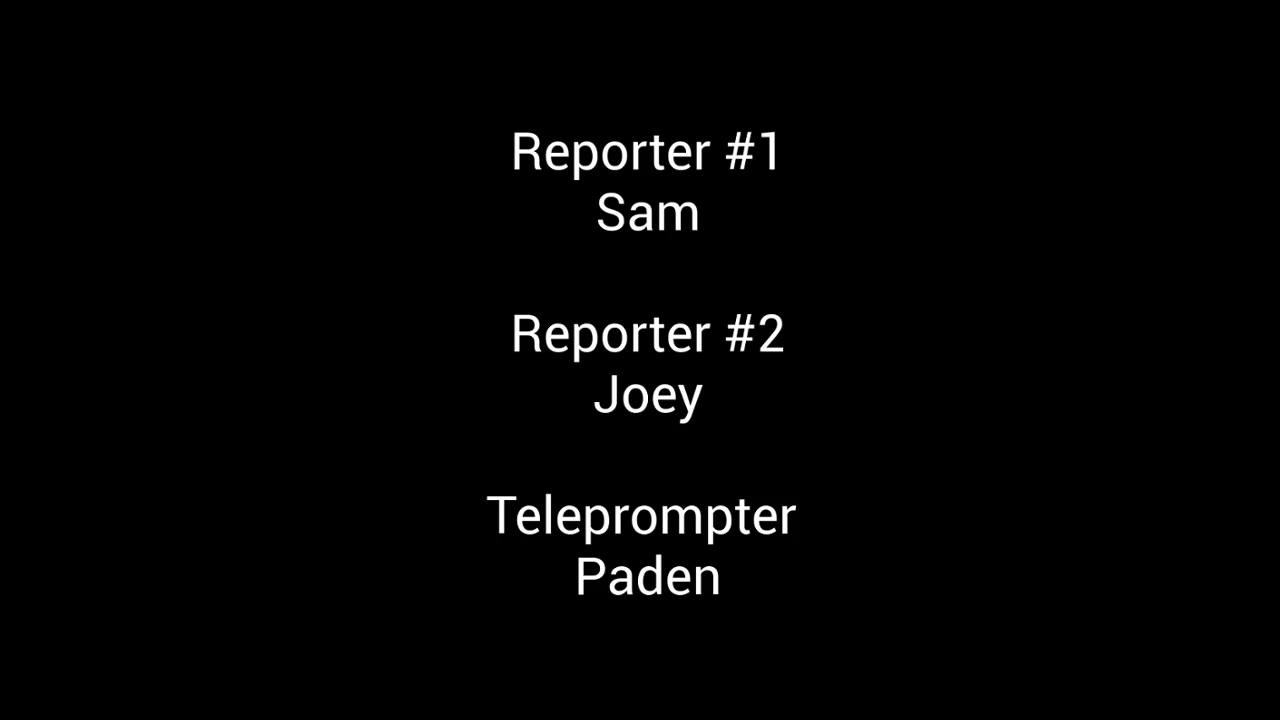 Reporter #1
Sam
Reporter #2
Joey
Teleprompter
Paden